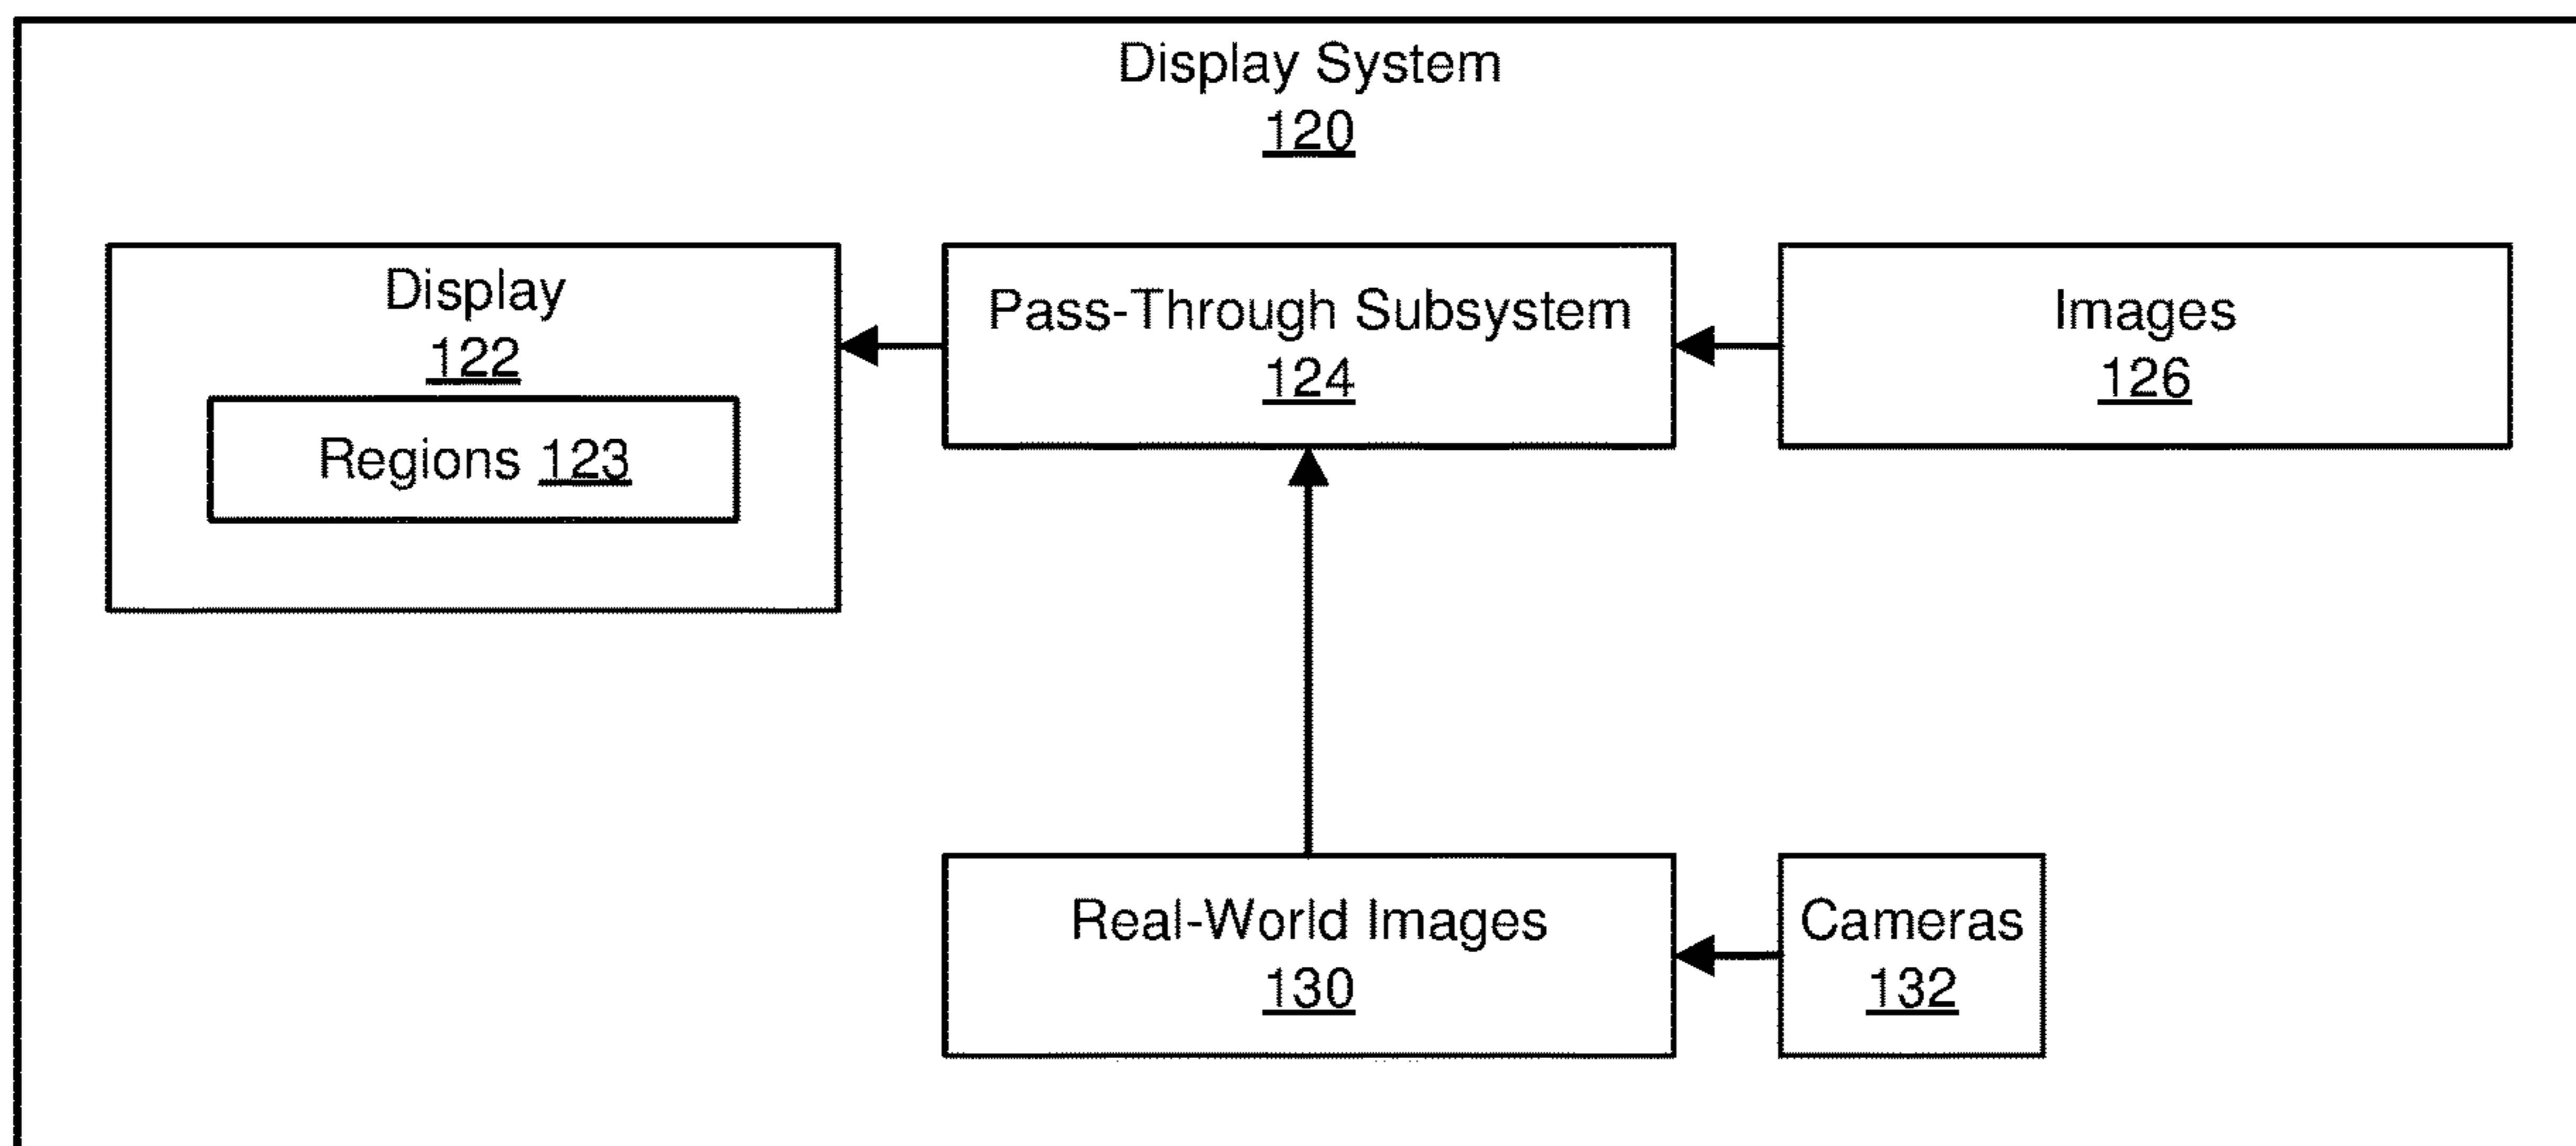 Display System
120
Display
122
Regions 123
Pass-Through Subsystem
124
Images
126
Real-World Images
130
Cameras
132